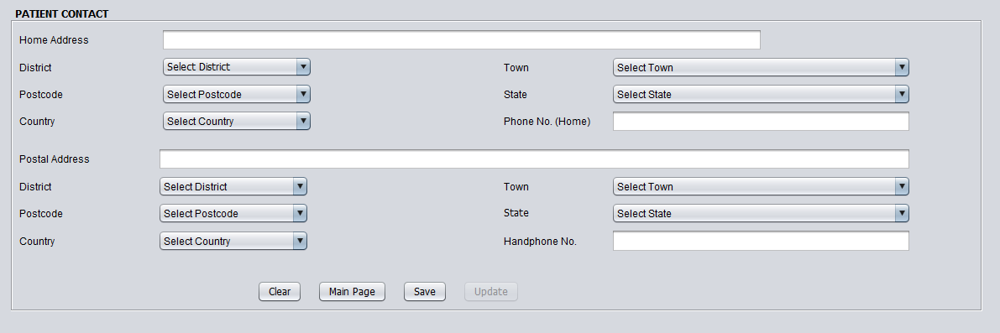 PATIENT CONTACT
Home Address
District Select District Town Select Town
Postcode Select Postcode State Select State
Country Select Country Phone No. (Home)
Postal Address
District Select District Town Select Town
Postcode Select Postcode State Select State
Country Select Country Handphone No.
Clear Main Page Save Update